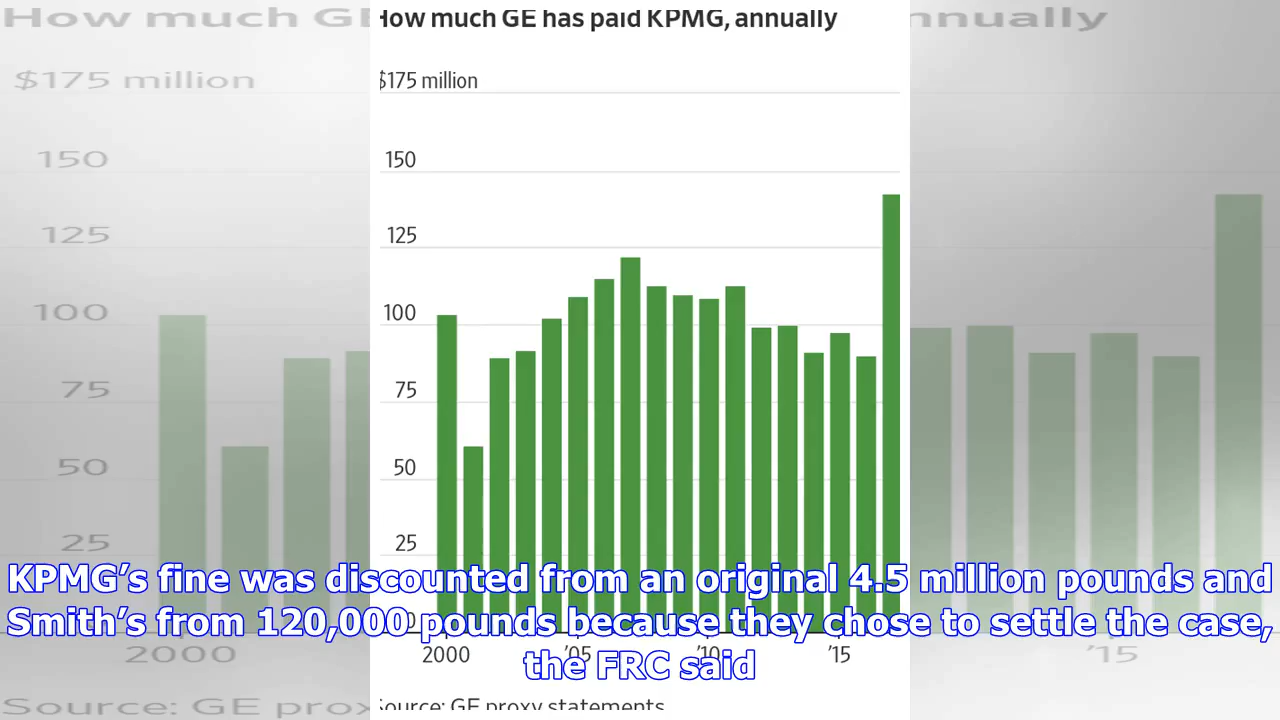 How much GE has paid KPMG, annually
$175 million
150
125
100
75
50
25
0
2000 ’05 ’10 ’15
Source: GE proxy statements
KPMG’s fine was discounted from an original 4.5 million pounds and
Smith’s from 120,000 pounds because they chose to settle the case,
the FRC said